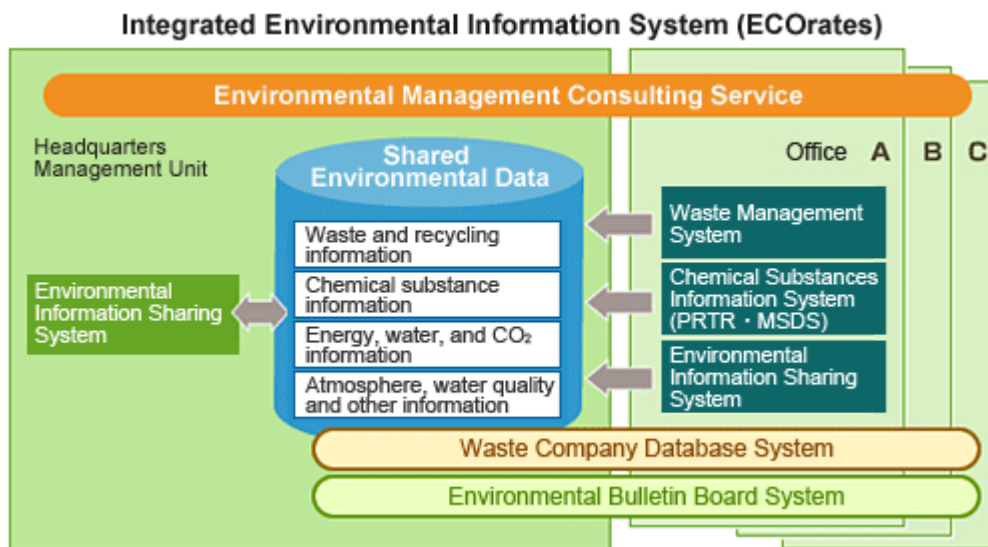 Integrated Environmental Information System (ECOrates)
Environmental Management Consulting Service
Headquarters
Management Unit
Shared
Environmental Data
Office A B C
Waste and recycling
information
Chemical substance
information
Energy, water, and CO₂
information
Atmosphere, water quality
and other information
Environmental
Information Sharing
System
Waste Management
System
Chemical Substances
Information System
(PRTR・MSDS)
Environmental
Information Sharing
System
Waste Company Database System
Environmental Bulletin Board System